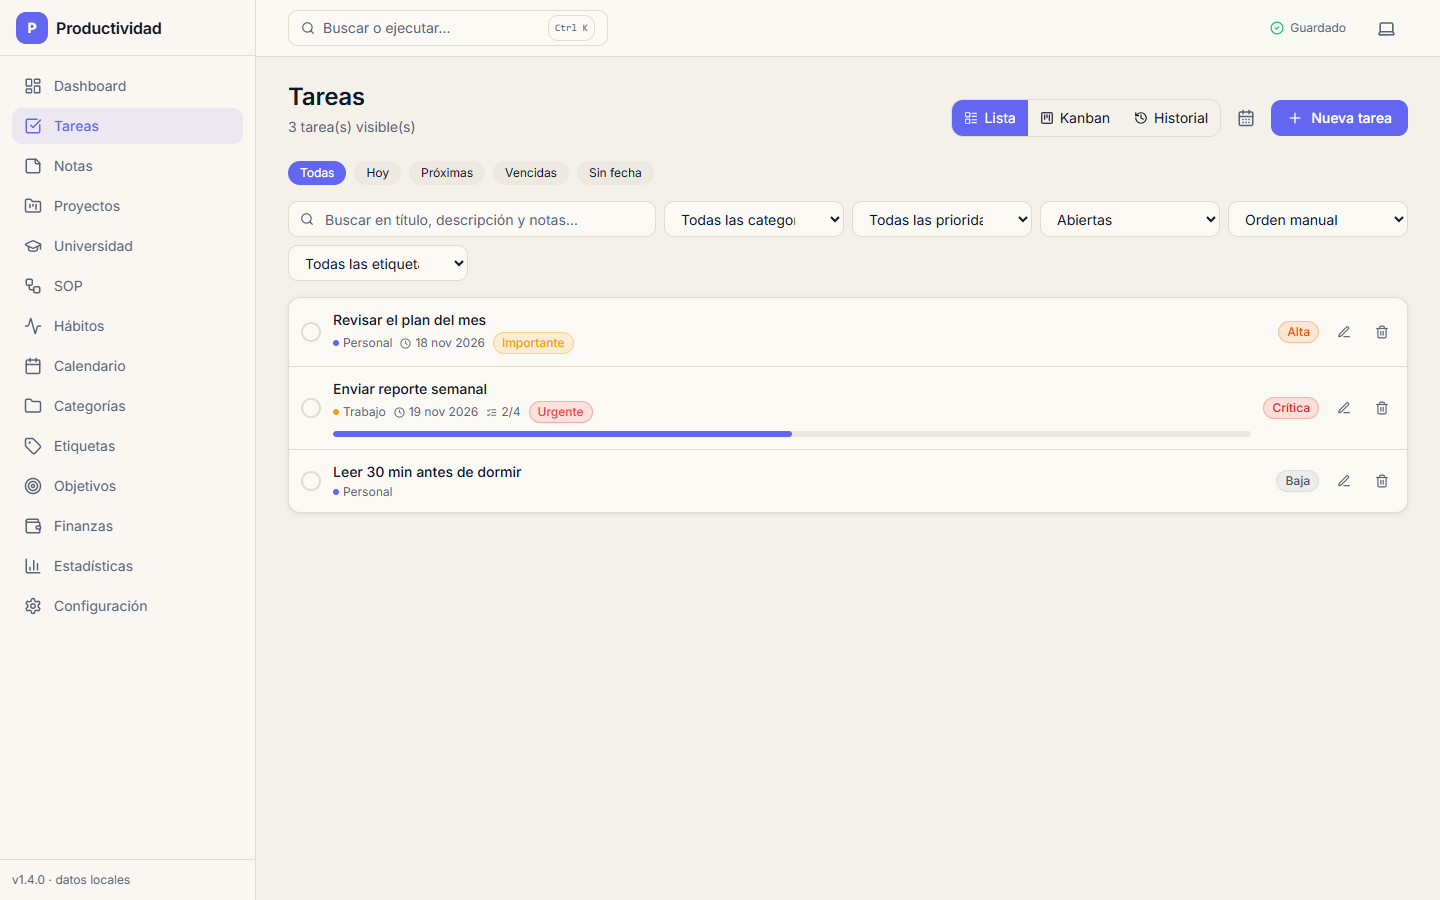 P Productividad
Buscar o ejecutar...
Ctrl K
Guardado
Dashboard
Tareas
Notas
Proyectos
Universidad
SOP
Hábitos
Calendario
Categorías
Etiquetas
Objetivos
Finanzas
Estadísticas
Configuración
v1.4.0 · datos locales
Tareas
3 tarea(s) visible(s)
Lista
Kanban
Historial
Nueva tarea
Todas
Hoy
Próximas
Vencidas
Sin fecha
Buscar en título, descripción y notas...
Todas las categor
Todas las priorida
Abiertas
Orden manual
Todas las etiquet
Revisar el plan del mes
Personal 18 nov 2026 Importante
Alta
Enviar reporte semanal
Trabajo 19 nov 2026 2/4 Urgente
Crítica
Leer 30 min antes de dormir
Personal
Baja